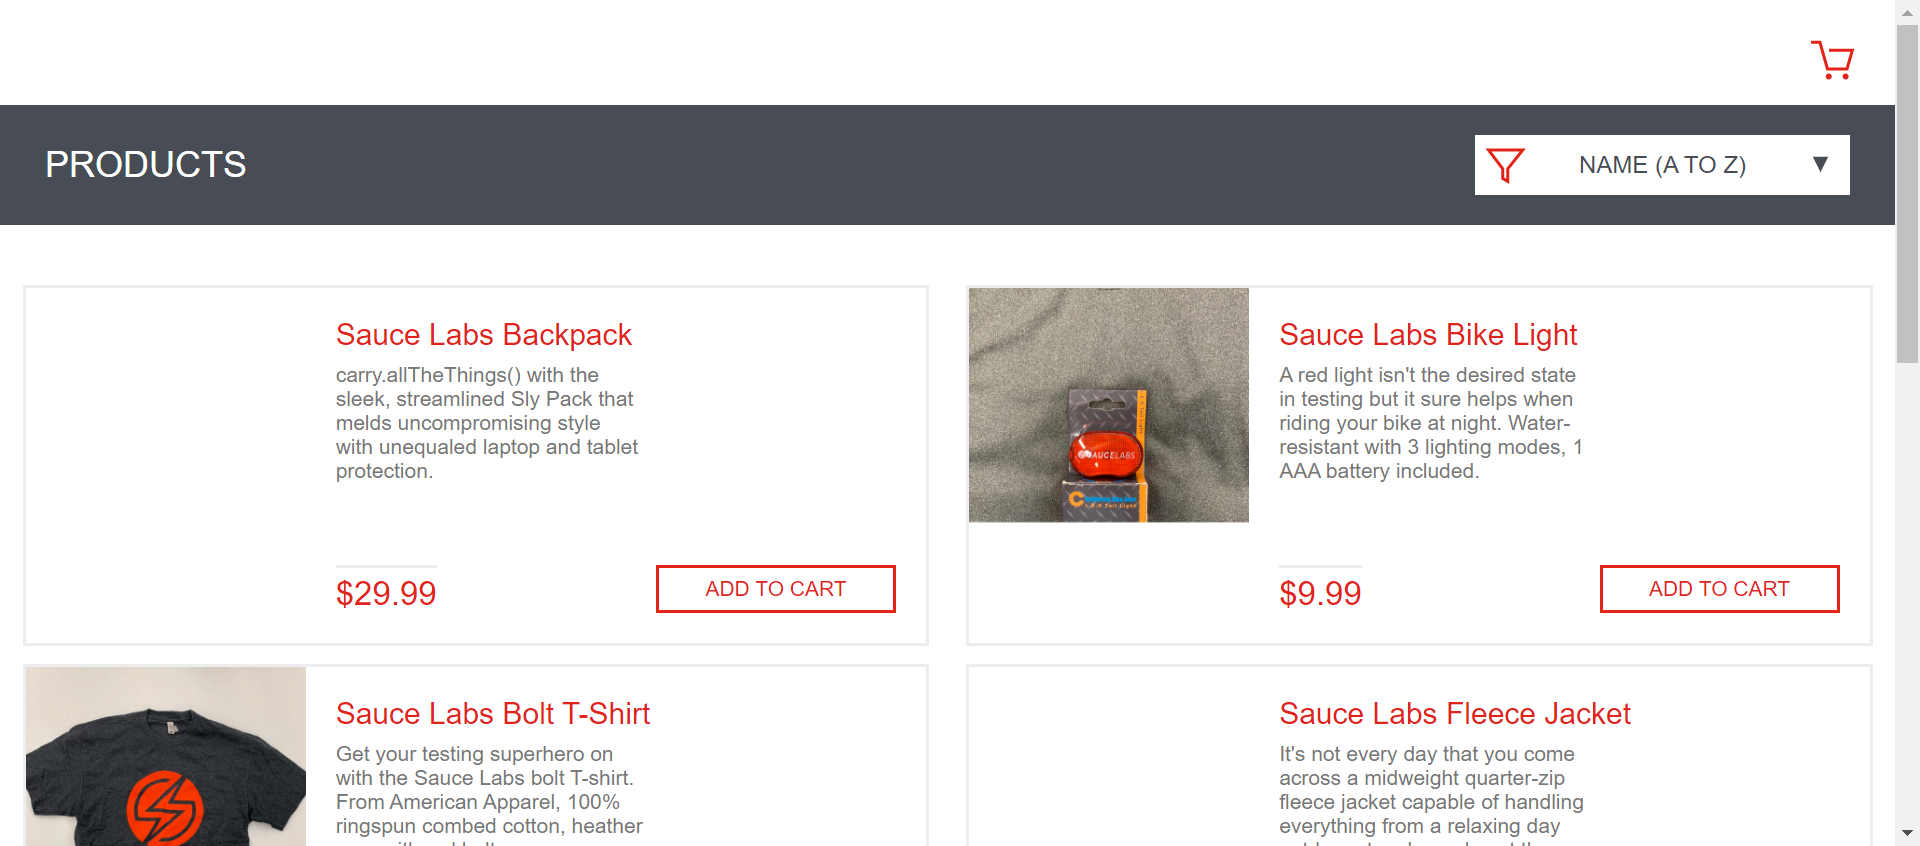 PRODUCTS
NAME (A TO Z)
Sauce Labs Backpack
carry.allTheThings() with the
sleek, streamlined Sly Pack that
melds uncompromising style
with unequaled laptop and tablet
protection.
$29.99
ADD TO CART
Sauce Labs Bike Light
A red light isn't the desired state
in testing but it sure helps when
riding your bike at night. Water-
resistant with 3 lighting modes, 1
AAA battery included.
SAUCELABS
$9.99
ADD TO CART
Sauce Labs Bolt T-Shirt
Get your testing superhero on
with the Sauce Labs bolt T-shirt.
From American Apparel, 100%
ringspun combed cotton, heather
Sauce Labs Fleece Jacket
It's not every day that you come
across a midweight quarter-zip
fleece jacket capable of handling
everything from a relaxing day